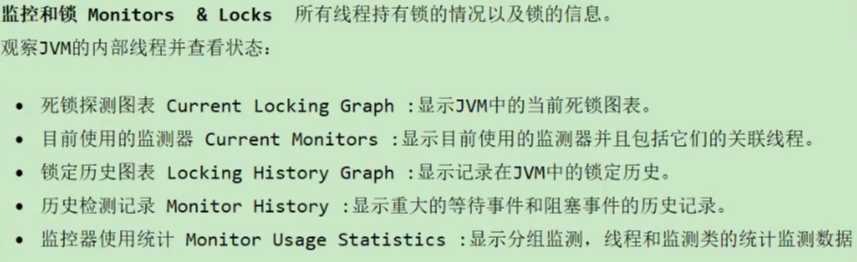 监控和锁 Monitors & Locks 所有线程持有锁的情况以及锁的信息。
观察JVM的内部线程并查看状态：
• 死锁探测图表 Current Locking Graph :显示JVM中的当前死锁图表。
• 目前使用的监测器 Current Monitors :显示目前使用的监测器并且包括它们的关联线程。
• 锁定历史图表 Locking History Graph :显示记录在JVM中的锁定历史。
• 历史检测记录 Monitor History :显示重大的等待事件和阻塞事件的历史记录。
• 监控器使用统计 Monitor Usage Statistics :显示分组监测，线程和监测类的统计监测数据